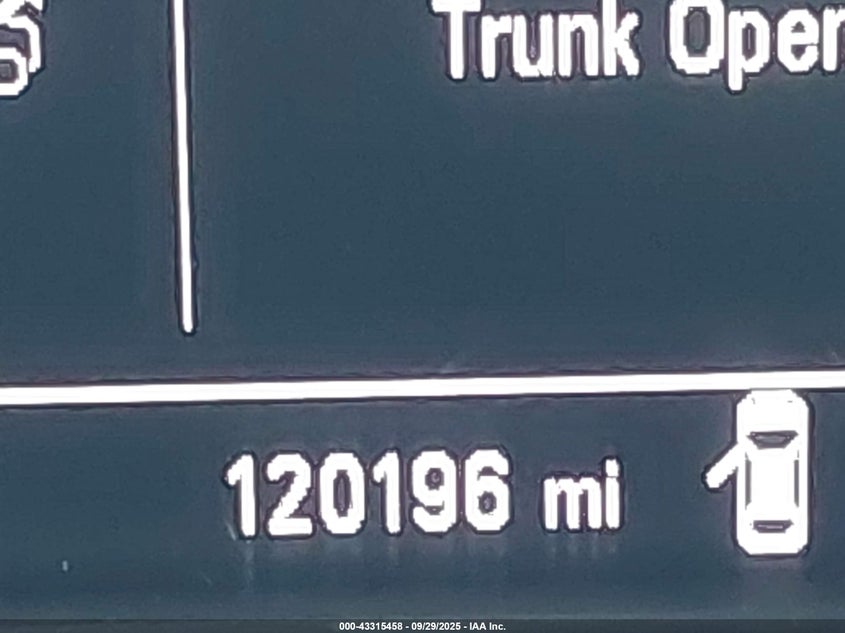 Trunk Open
120196 mi
000-43315458 - 09/29/2025 - IAA Inc.